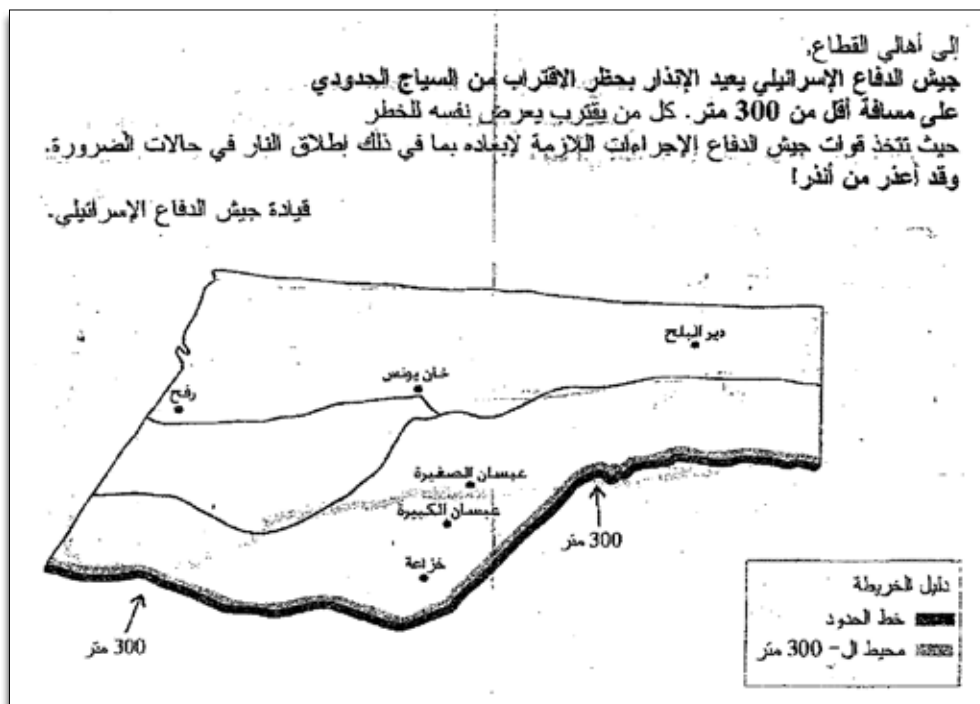 إلى أهالي القطاع,
جيش الدفاع الإسرائيلي يعيد الإنذار بحظر الاقتراب من السياج الحدودي
على مسافة أقل من 300 متر. كل من يقترب يعرض نفسه للخطر
حيث تتخذ قوات جيش الدفاع الإجراءات اللازمة لإبعاده بما في ذلك إطلاق النار في حالات الضرورة.
وقد أعذر من أنذر!
قيادة جيش الدفاع الإسرائيلي.
دير البلح
خان يونس
رفح
عبسان الصغيرة
عبسان الكبيرة
خزاعة
300 متر
300 متر
دليل الخريطة
خط الحدود
محيط ال- 300 متر